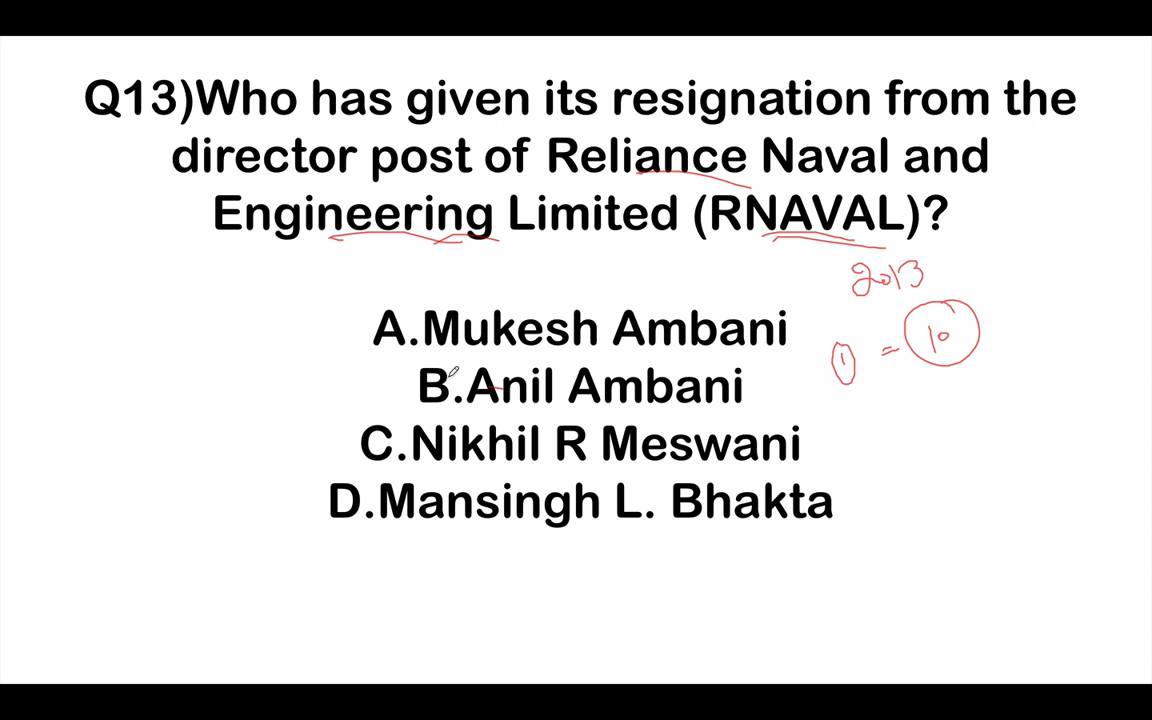 Q13)Who has given its resignation from the
director post of Reliance Naval and
Engineering Limited (RNAVAL)?
2013
A.Mukesh Ambani
1 = 10
B.Anil Ambani
C.Nikhil R Meswani
D.Mansingh L. Bhakta